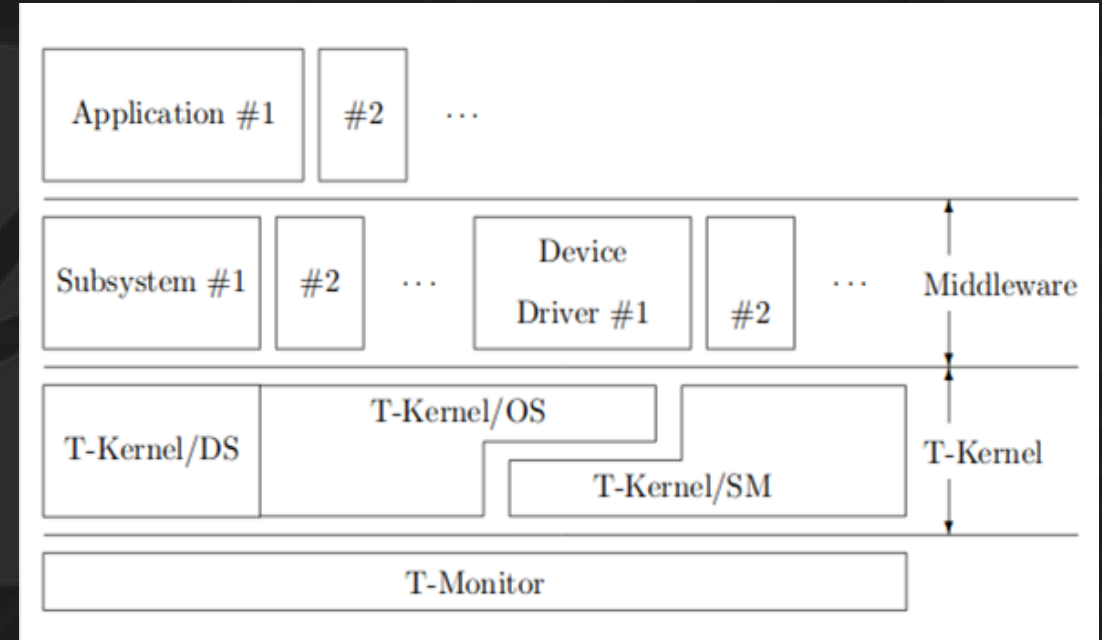 Application #1
#2
...
Subsystem #1
#2
...
Device
Driver #1
#2
...
Middleware
T-Kernel/DS
T-Kernel/OS
T-Kernel/SM
T-Kernel
T-Monitor